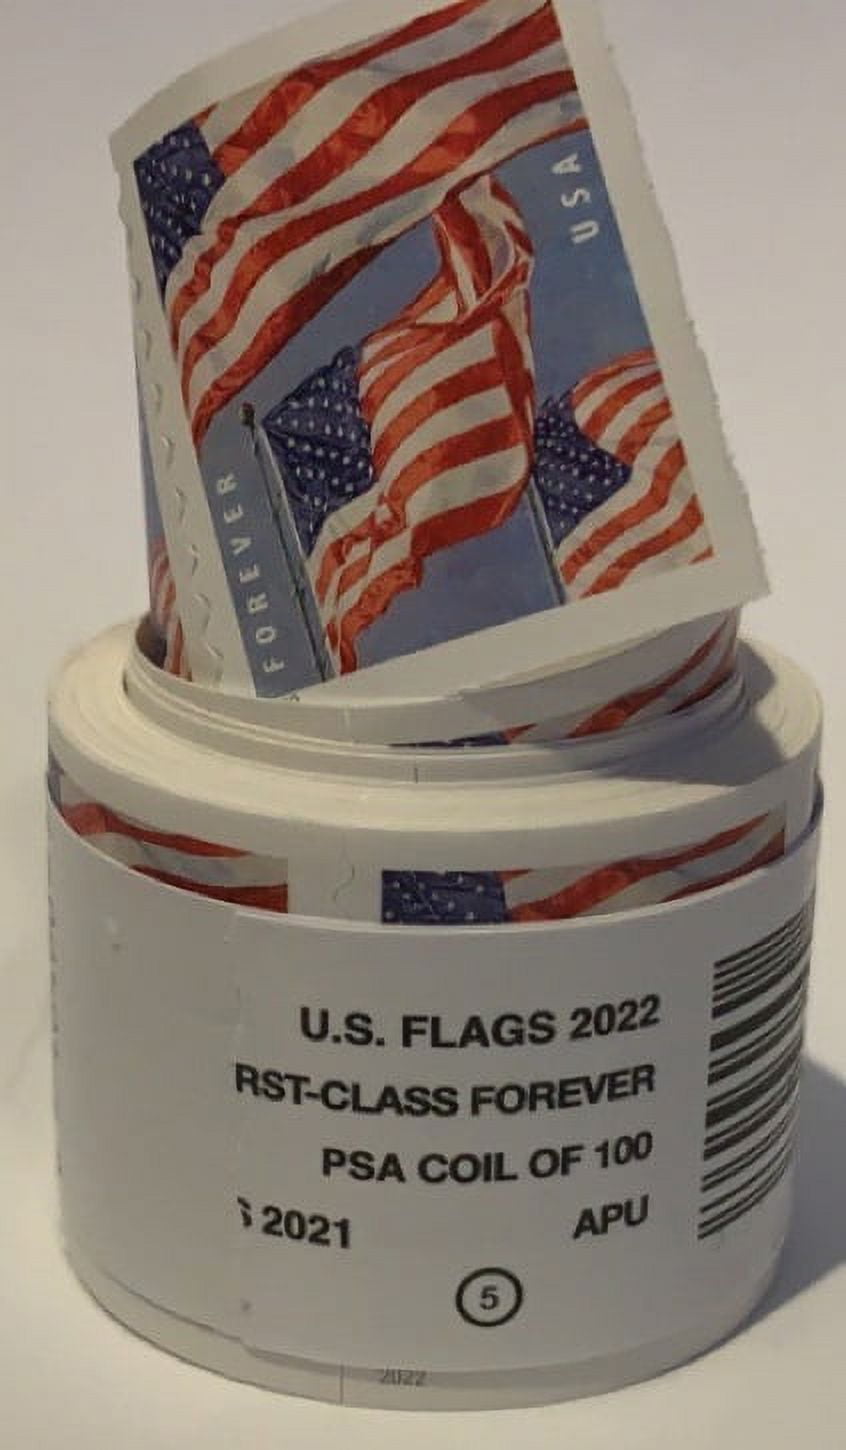 USA
FOREVER
U.S. FLAGS 2022
RST-CLASS FOREVER
PSA COIL OF 100
2021 APU
5
2022